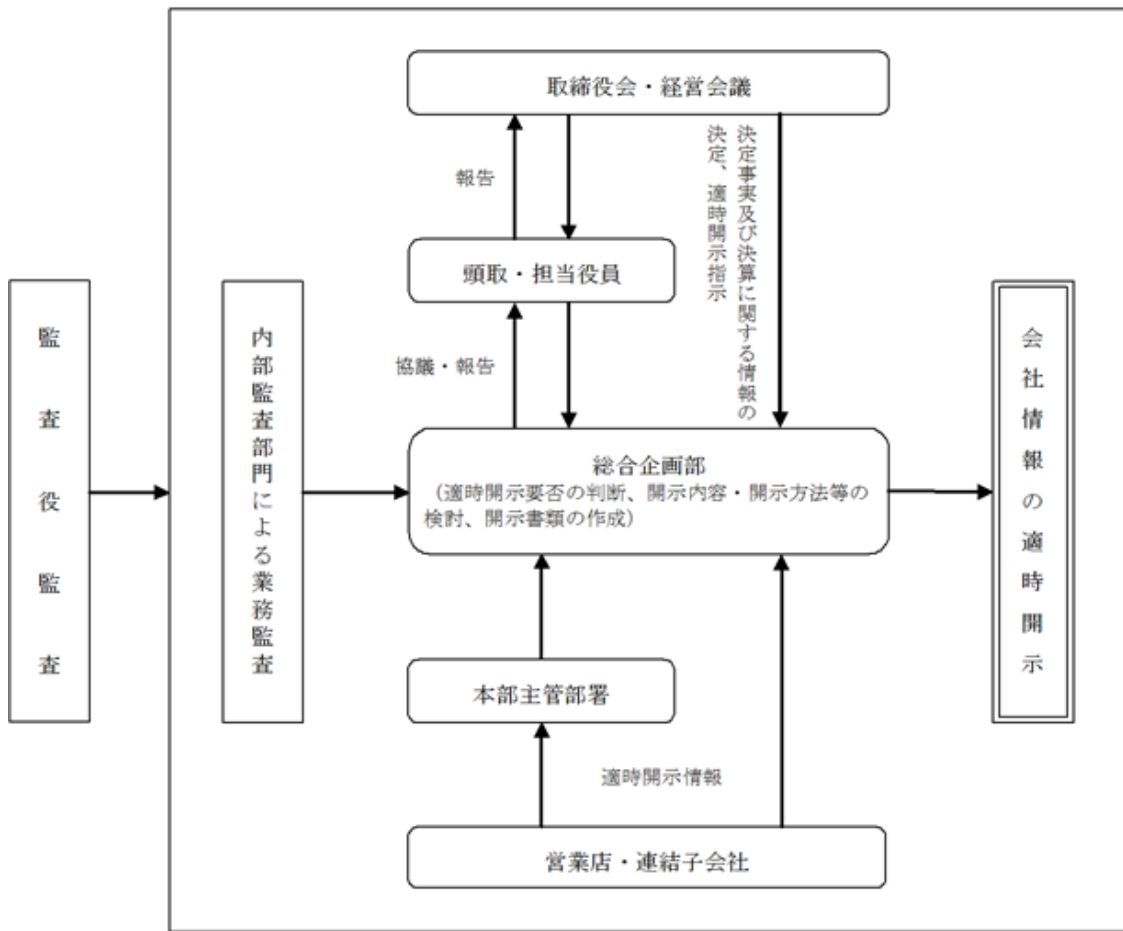 取締役会・経営会議
報告
決定事実及び決算に関する情報の
決定、適時開示指示
頭取・担当役員
協議・報告
監査役監査
内部監査部門による業務監査
総合企画部
（適時開示要否の判断、開示内容・開示方法等の
検討、開示書類の作成）
会社情報の適時開示
本部主管部署
適時開示情報
営業店・連結子会社